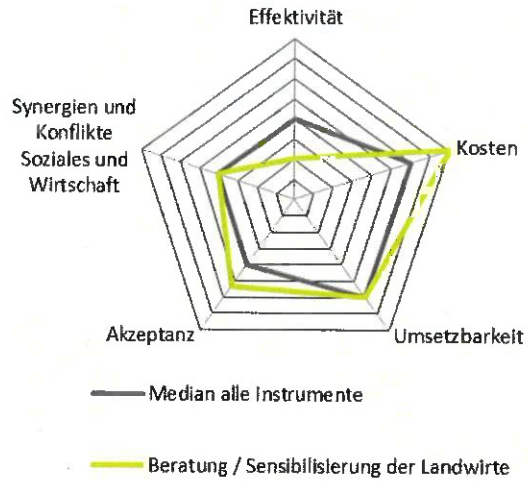 Effektivität
Synergien und
Konflikte
Soziales und
Wirtschaft
Kosten
Akzeptanz
Umsetzbarkeit
Median alle Instrumente
Beratung / Sensibilisierung der Landwirte